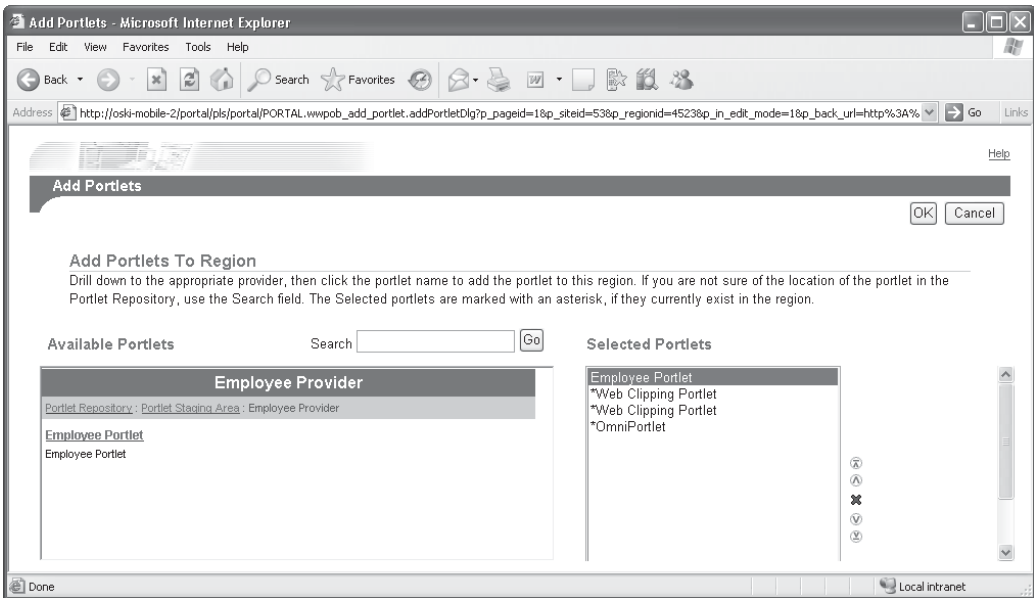 Add Portlets - Microsoft Internet Explorer
File Edit View Favorites Tools Help
Back Search Favorites
Address http://oski-mobile-2/portal/pls/portal/PORTAL.wwpob_add_portlet.addPortletDlg?p_pageid=1&p_siteid=53&p_regionid=4523&p_in_edit_mode=1&p_back_url=http%3A% Go Links
Help
Add Portlets
OK Cancel
Add Portlets To Region
Drill down to the appropriate provider, then click the portlet name to add the portlet to this region. If you are not sure of the location of the portlet in the
Portlet Repository, use the Search field. The Selected portlets are marked with an asterisk, if they currently exist in the region.
Available Portlets Search Go Selected Portlets
Employee Provider
Portlet Repository : Portlet Staging Area : Employee Provider
Employee Portlet
Employee Portlet
Employee Portlet
*Web Clipping Portlet
*Web Clipping Portlet
*OmniPortlet
Done Local intranet